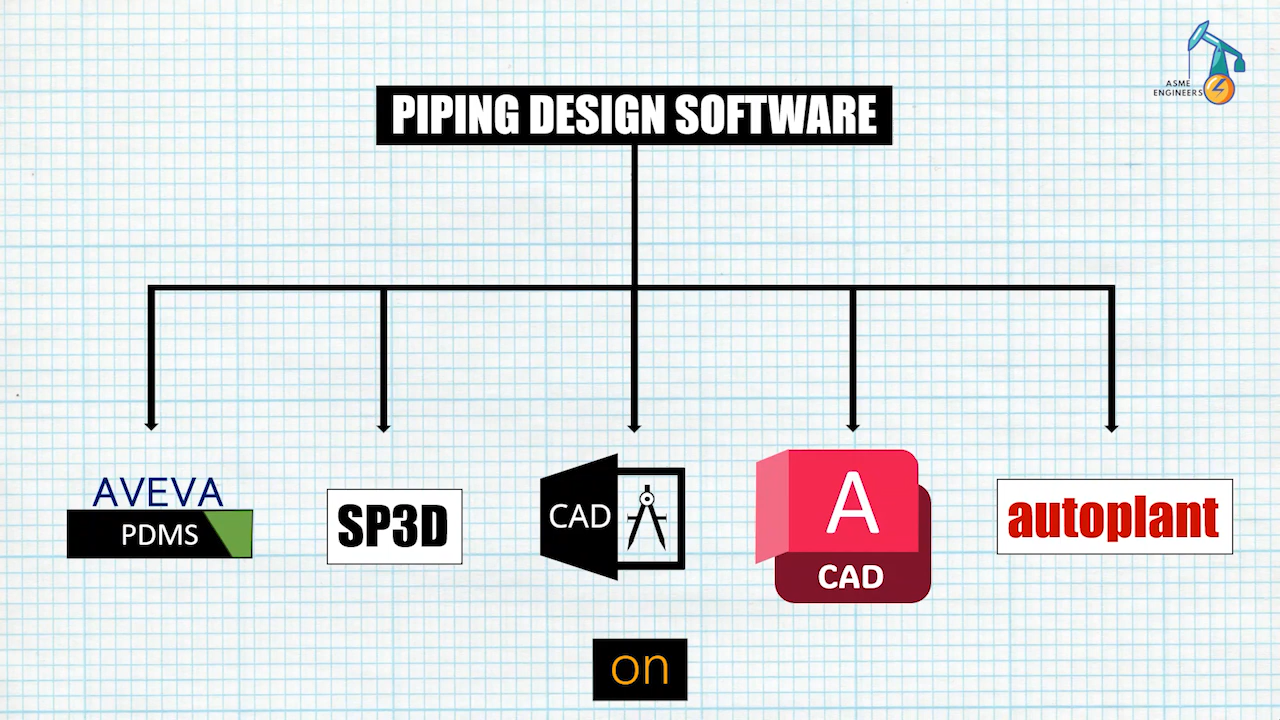 ASME
ENGINEERS
PIPING DESIGN SOFTWARE
AVEVA
PDMS
SP3D
CAD
A
CAD
autoplant
on